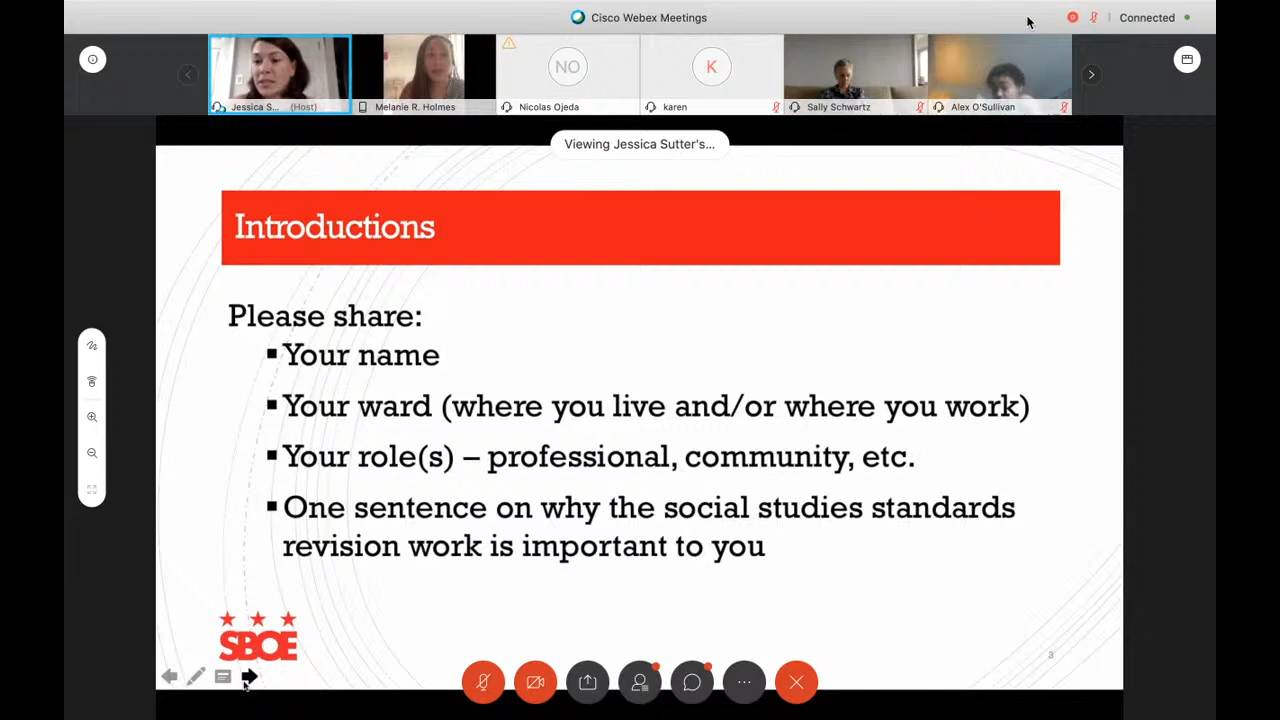 Cisco Webex Meetings
Connected
Jessica S... (Host)
Melanie R. Holmes
NO
Nicolas Ojeda
K
karen
Sally Schwartz
Alex O'Sullivan
Viewing Jessica Sutter's...
Introductions
Please share:
▪Your name
▪Your ward (where you live and/or where you work)
▪Your role(s) – professional, community, etc.
▪One sentence on why the social studies standards
revision work is important to you
SBOE
3